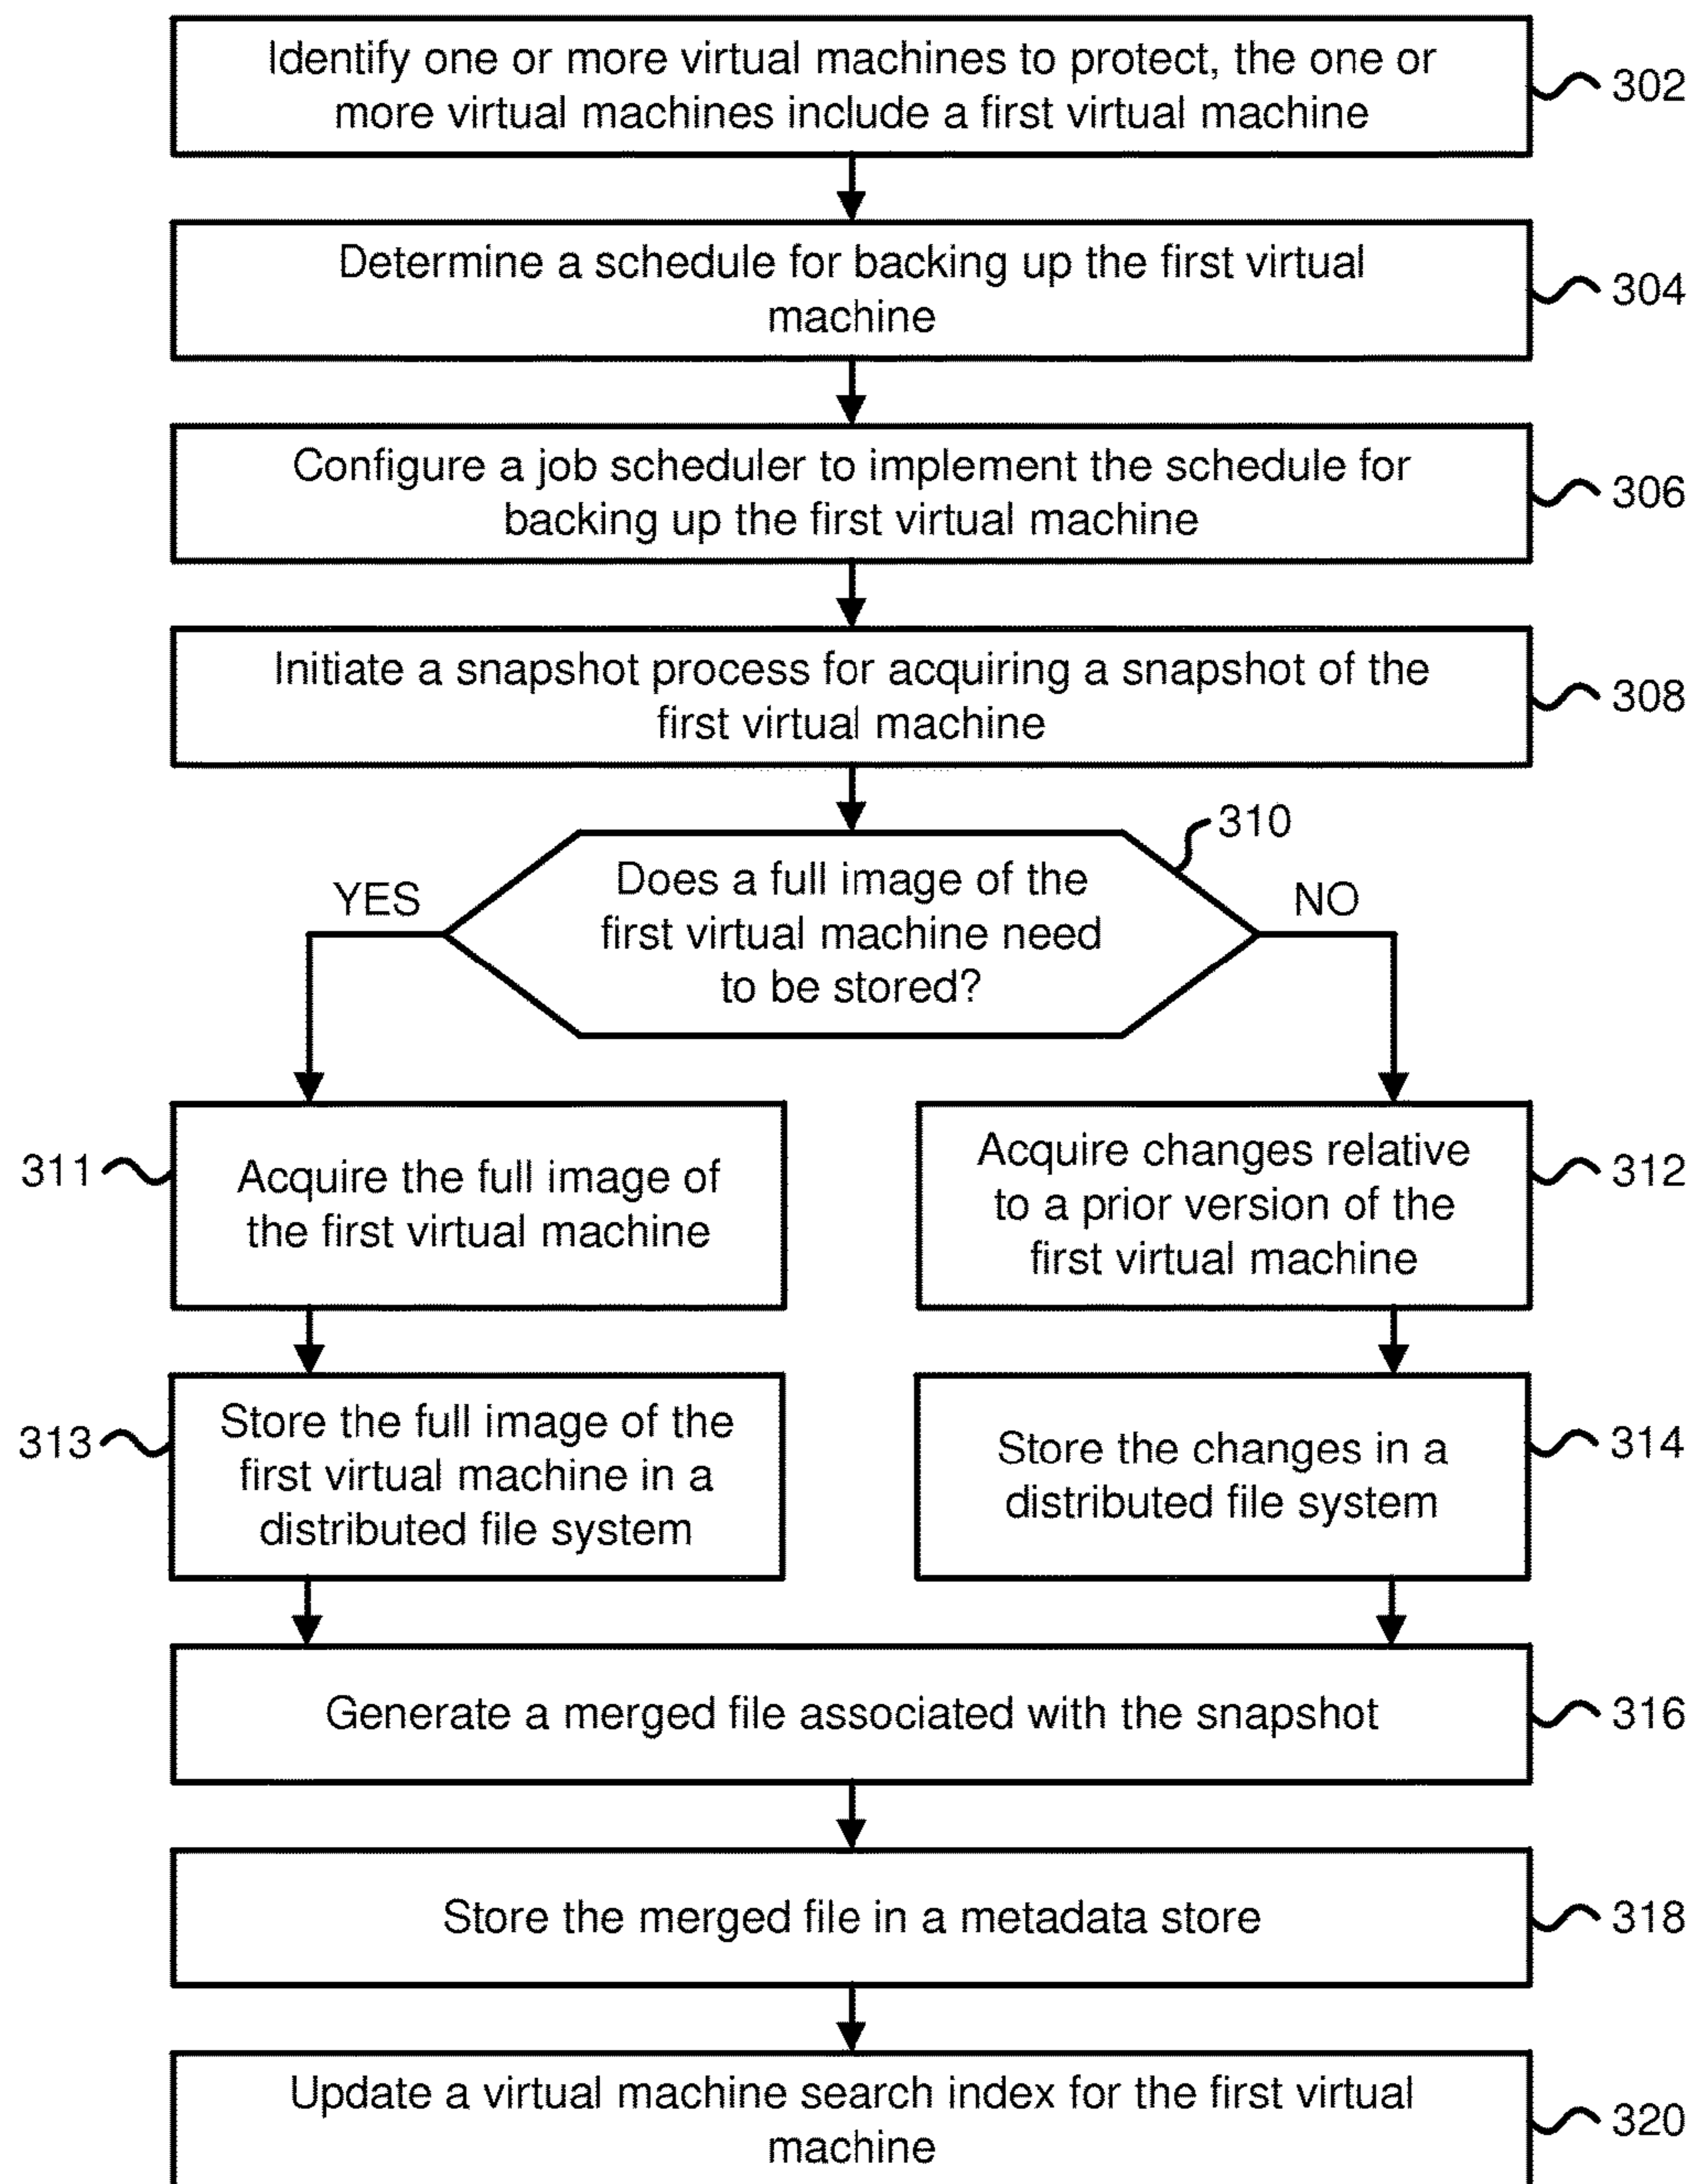 Identify one or more virtual machines to protect, the one or
more virtual machines include a first virtual machine
302
Determine a schedule for backing up the first virtual
machine
304
Configure a job scheduler to implement the schedule for
backing up the first virtual machine
306
Initiate a snapshot process for acquiring a snapshot of the
first virtual machine
308
310
Does a full image of the
first virtual machine need
to be stored?
YES
NO
311
Acquire the full image of
the first virtual machine
Acquire changes relative
to a prior version of the
first virtual machine
312
313
Store the full image of the
first virtual machine in a
distributed file system
Store the changes in a
distributed file system
314
Generate a merged file associated with the snapshot
316
Store the merged file in a metadata store
318
Update a virtual machine search index for the first virtual
machine
320